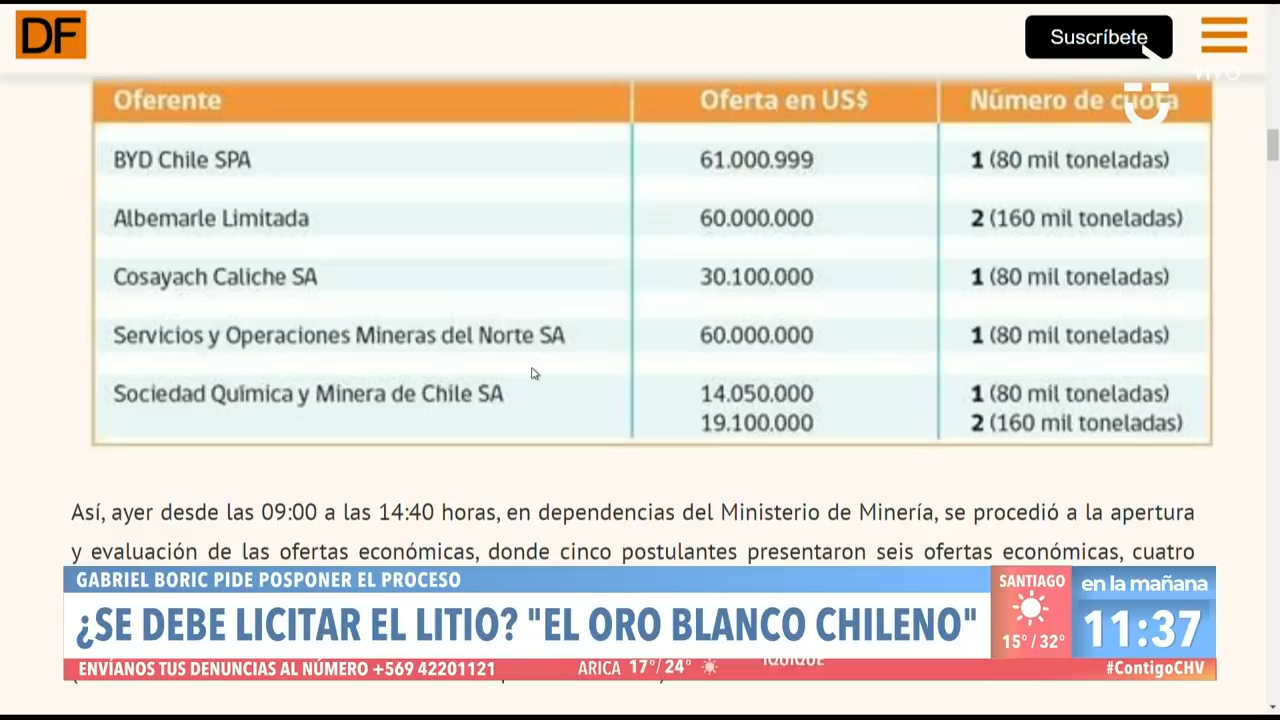 DF
Suscríbete
VIVO
Oferente Oferta en US$ Número de cuota
BYD Chile SPA 61.000.999 1 (80 mil toneladas)
Albemarle Limitada 60.000.000 2 (160 mil toneladas)
Cosayach Caliche SA 30.100.000 1 (80 mil toneladas)
Servicios y Operaciones Mineras del Norte SA 60.000.000 1 (80 mil toneladas)
Sociedad Química y Minera de Chile SA 14.050.000 1 (80 mil toneladas)
19.100.000 2 (160 mil toneladas)
Así, ayer desde las 09:00 a las 14:40 horas, en dependencias del Ministerio de Minería, se procedió a la apertura
y evaluación de las ofertas económicas, donde cinco postulantes presentaron seis ofertas económicas, cuatro
GABRIEL BORIC PIDE POSPONER EL PROCESO
¿SE DEBE LICITAR EL LITIO? "EL ORO BLANCO CHILENO"
SANTIAGO
15°/32°
en la mañana
11:37
ENVÍANOS TUS DENUNCIAS AL NÚMERO +569 42201121
ARICA 17°/24°
IQUIQUE
#ContigoCHV